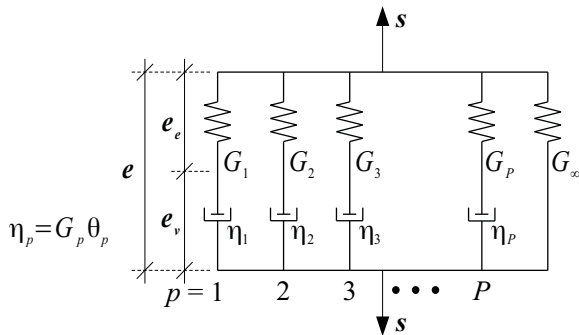 s
e_e
G_1 G_2 G_3 G_P G_∞
e
e_v
η_p=G_pθ_p
η_1 η_2 η_3 η_P
p = 1 2 3 ••• P
s